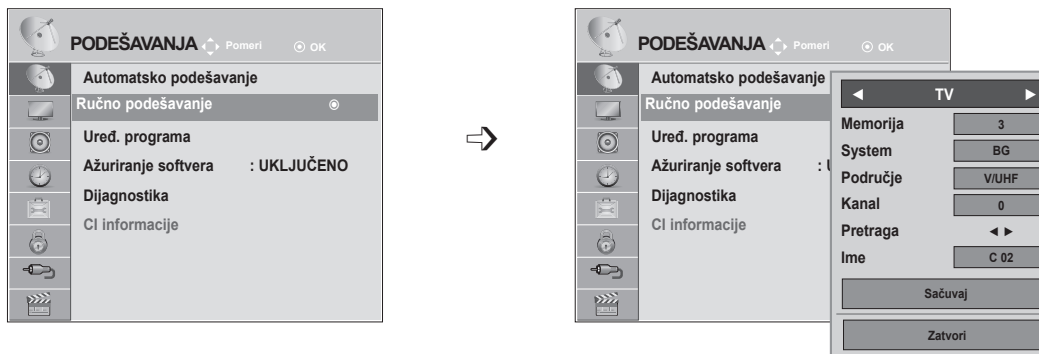 PODEŠAVANJA Pomeri OK
Automatsko podešavanje
Ručno podešavanje
Uređ. programa
Ažuriranje softvera : UKLJUČENO
Dijagnostika
CI informacije
PODEŠAVANJA Pomeri OK
Automatsko podešavanje
Ručno podešavanje
Uređ. programa
Ažuriranje softvera : U
Dijagnostika
CI informacije
◄ TV ►
Memorija 3
System BG
Područje V/UHF
Kanal 0
Pretraga ◄ ►
Ime C 02
Sačuvaj
Zatvori